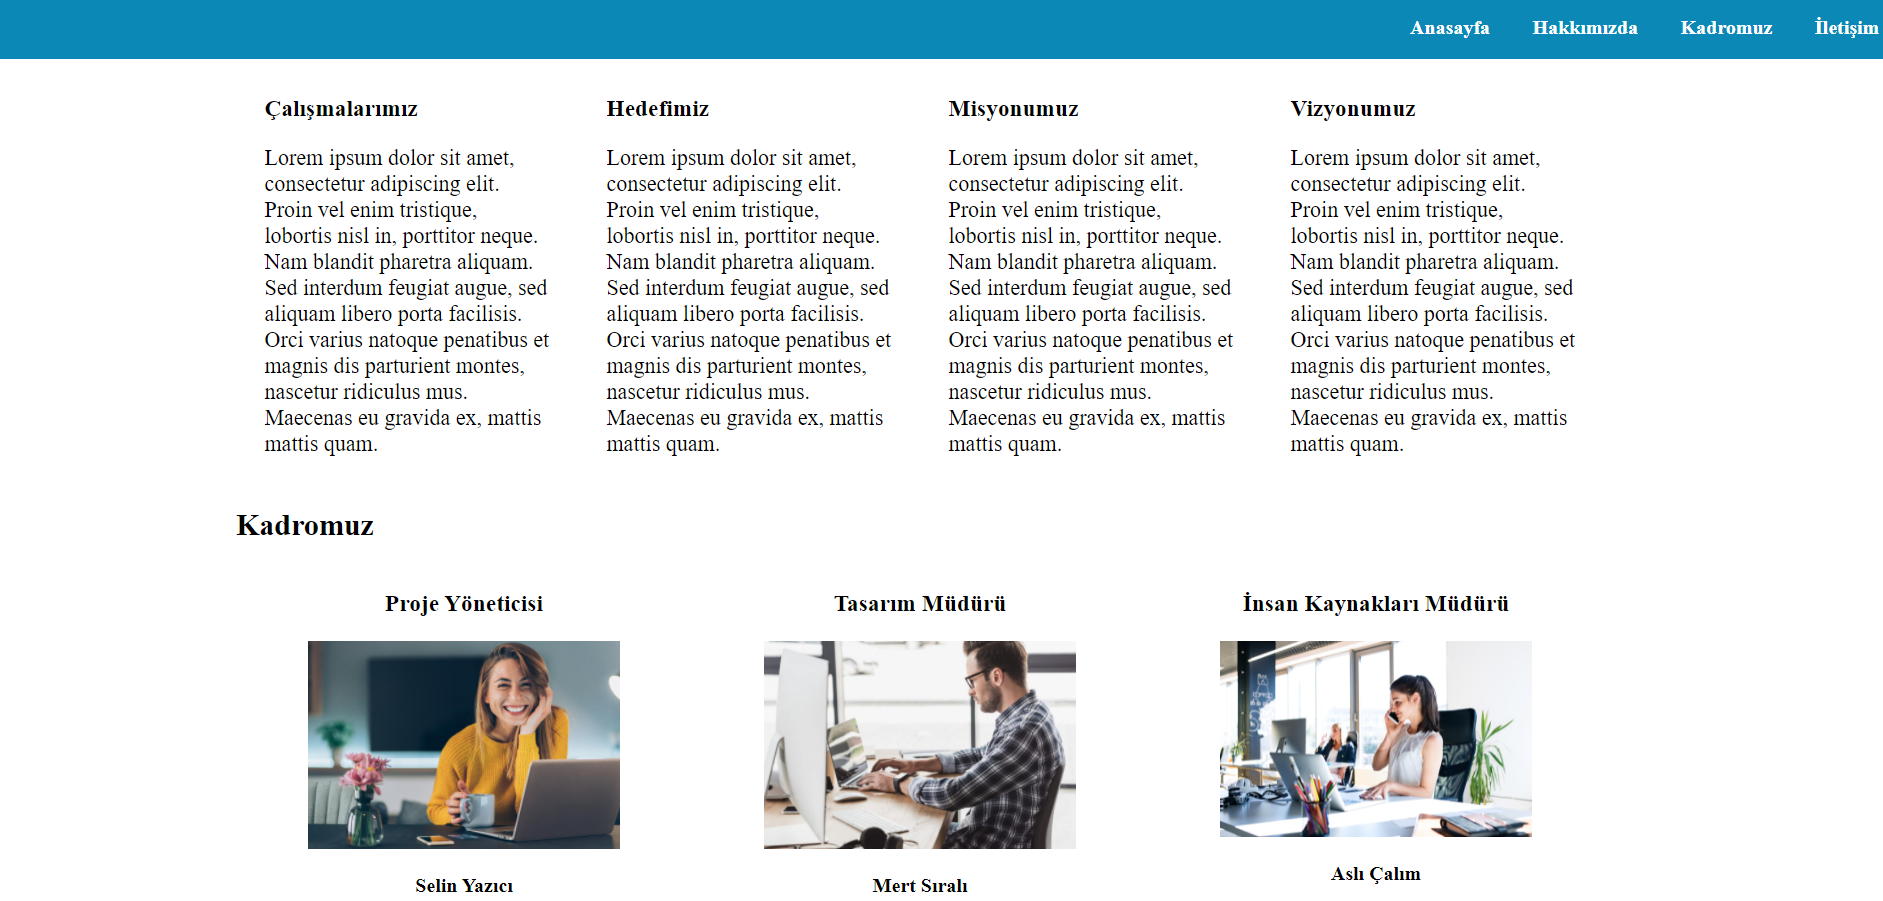 Anasayfa Hakkımızda Kadromuz İletişim
Çalışmalarımız
Lorem ipsum dolor sit amet,
consectetur adipiscing elit.
Proin vel enim tristique,
lobortis nisl in, porttitor neque.
Nam blandit pharetra aliquam.
Sed interdum feugiat augue, sed
aliquam libero porta facilisis.
Orci varius natoque penatibus et
magnis dis parturient montes,
nascetur ridiculus mus.
Maecenas eu gravida ex, mattis
mattis quam.
Hedefimiz
Lorem ipsum dolor sit amet,
consectetur adipiscing elit.
Proin vel enim tristique,
lobortis nisl in, porttitor neque.
Nam blandit pharetra aliquam.
Sed interdum feugiat augue, sed
aliquam libero porta facilisis.
Orci varius natoque penatibus et
magnis dis parturient montes,
nascetur ridiculus mus.
Maecenas eu gravida ex, mattis
mattis quam.
Misyonumuz
Lorem ipsum dolor sit amet,
consectetur adipiscing elit.
Proin vel enim tristique,
lobortis nisl in, porttitor neque.
Nam blandit pharetra aliquam.
Sed interdum feugiat augue, sed
aliquam libero porta facilisis.
Orci varius natoque penatibus et
magnis dis parturient montes,
nascetur ridiculus mus.
Maecenas eu gravida ex, mattis
mattis quam.
Vizyonumuz
Lorem ipsum dolor sit amet,
consectetur adipiscing elit.
Proin vel enim tristique,
lobortis nisl in, porttitor neque.
Nam blandit pharetra aliquam.
Sed interdum feugiat augue, sed
aliquam libero porta facilisis.
Orci varius natoque penatibus et
magnis dis parturient montes,
nascetur ridiculus mus.
Maecenas eu gravida ex, mattis
mattis quam.
Kadromuz
Proje Yöneticisi
Selin Yazıcı
Tasarım Müdürü
Mert Sıralı
İnsan Kaynakları Müdürü
Aslı Çalım